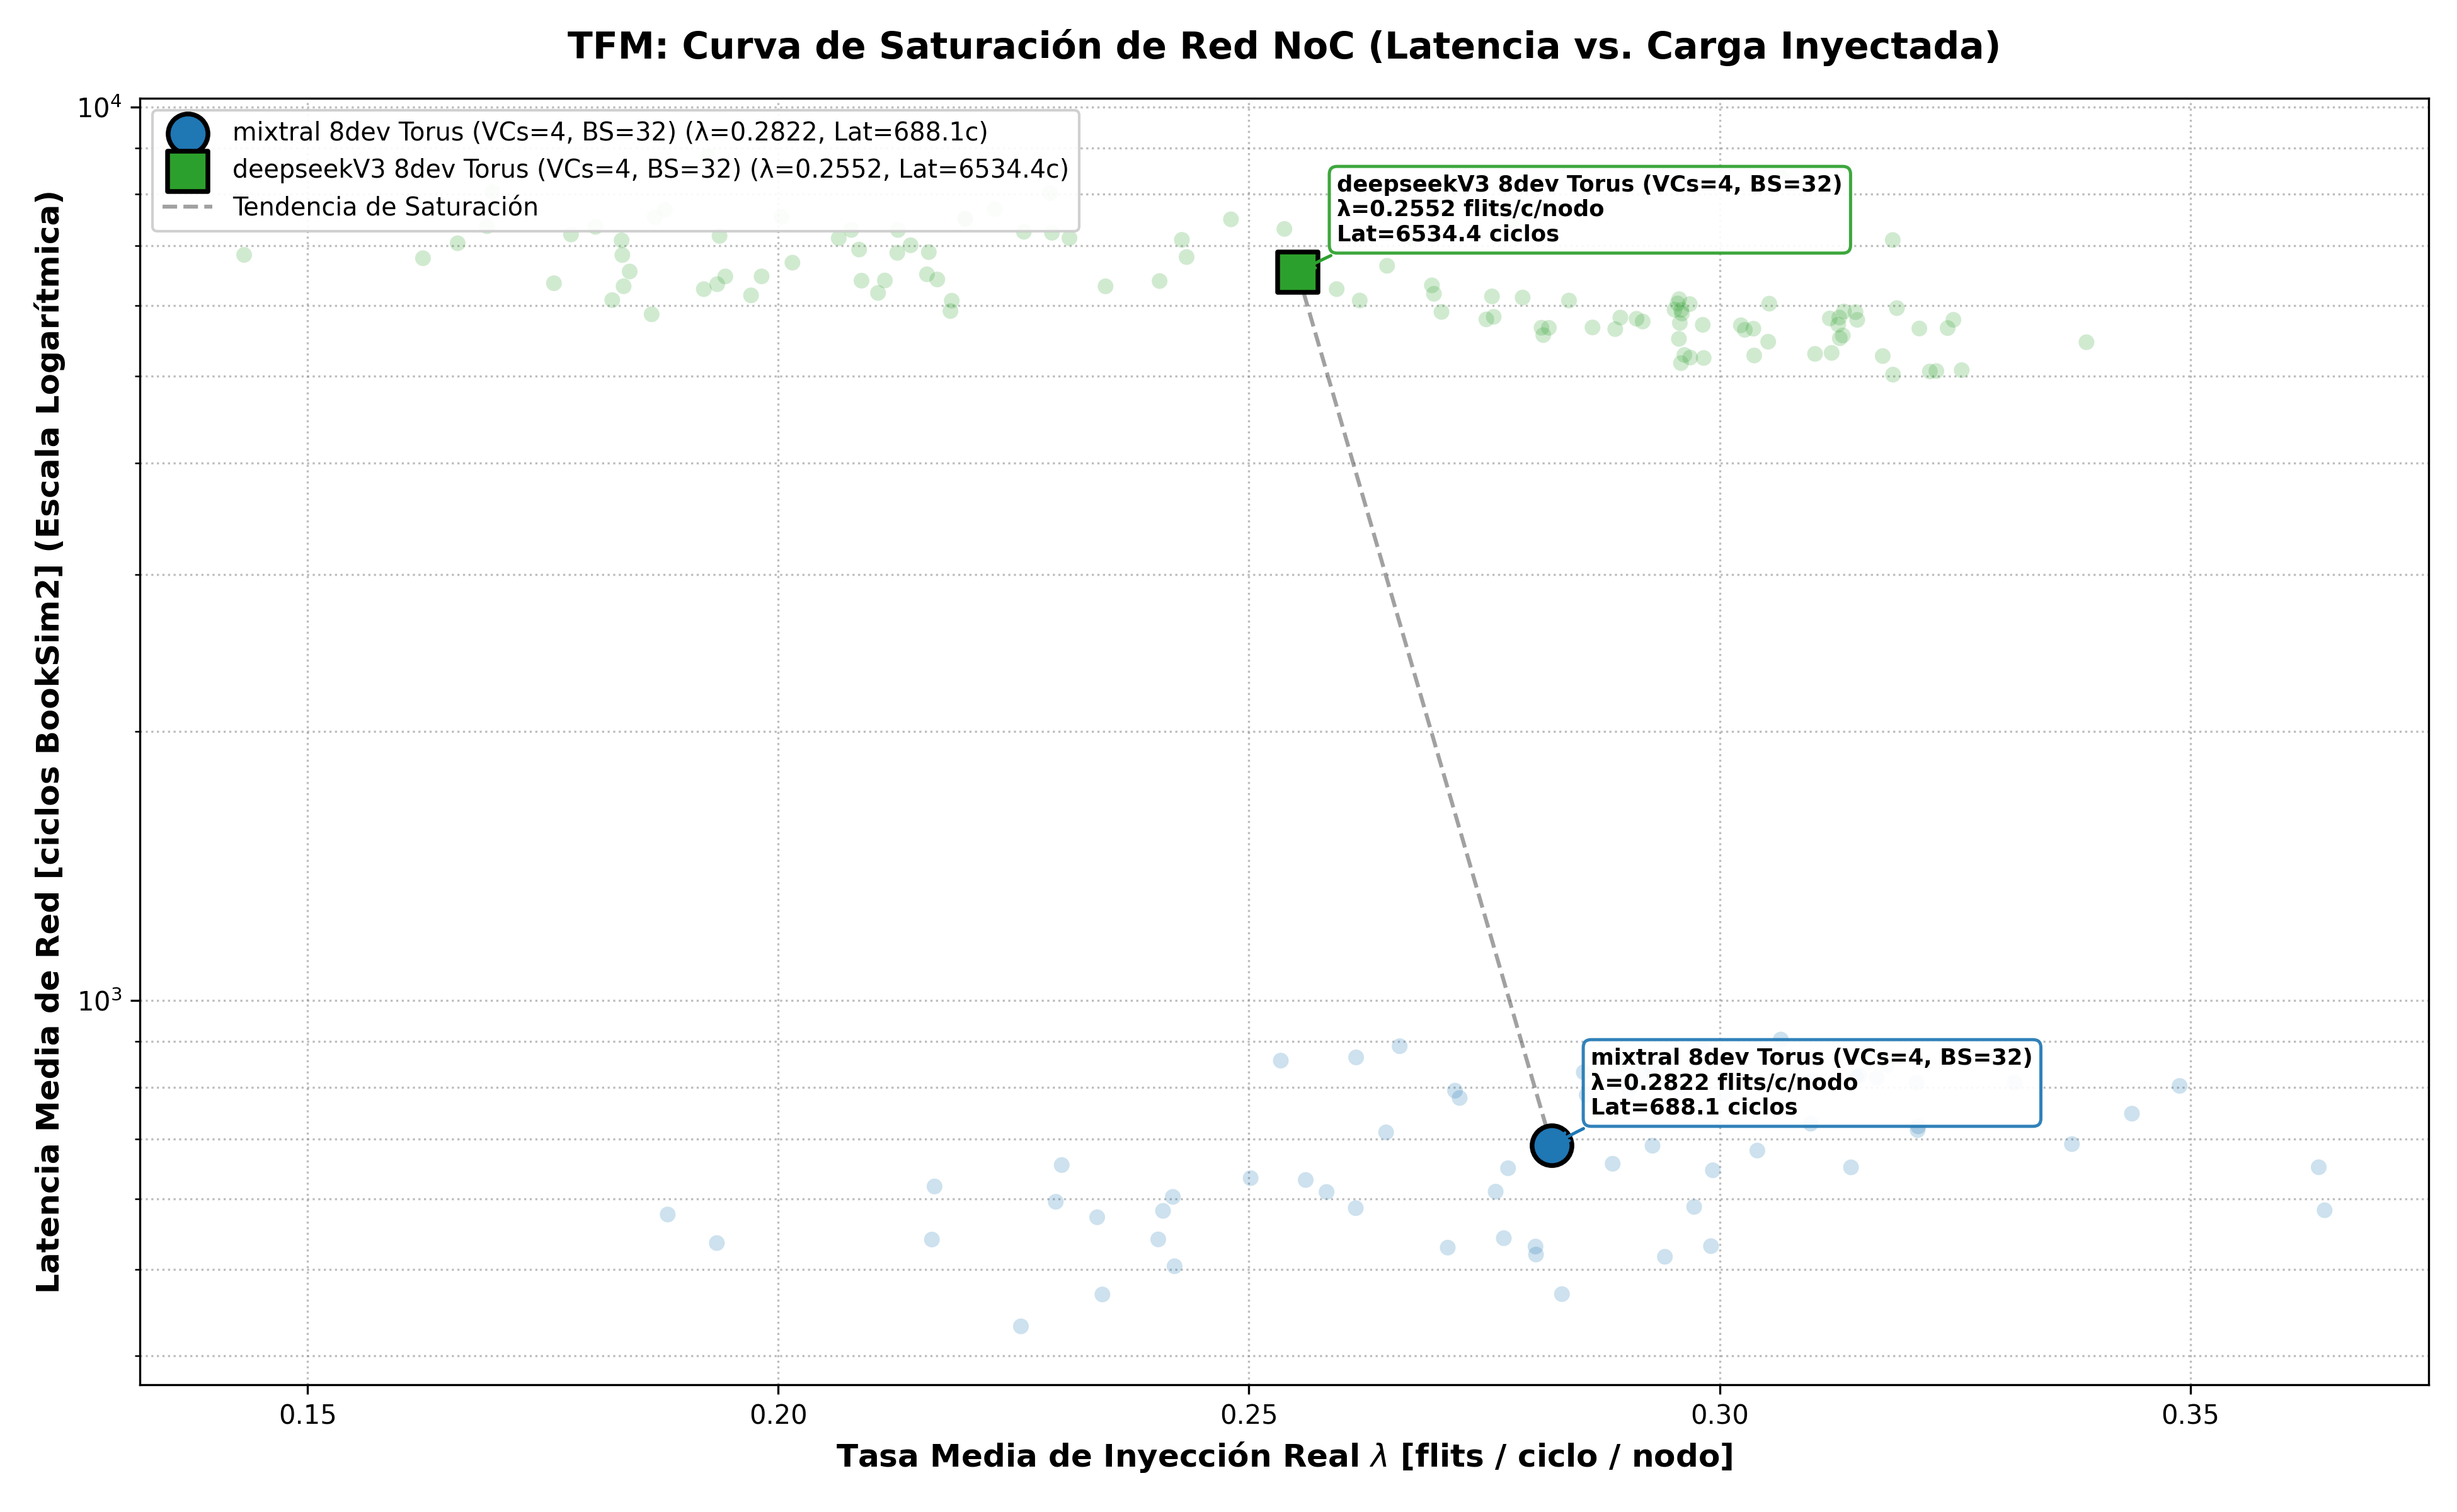 TFM: Curva de Saturación de Red NoC (Latencia vs. Carga Inyectada)
Latencia Media de Red [ciclos BookSim2] (Escala Logarítmica)
10⁴
10³
mixtral 8dev Torus (VCs=4, BS=32) (λ=0.2822, Lat=688.1c)
deepseekV3 8dev Torus (VCs=4, BS=32) (λ=0.2552, Lat=6534.4c)
Tendencia de Saturación
deepseekV3 8dev Torus (VCs=4, BS=32)
λ=0.2552 flits/c/nodo
Lat=6534.4 ciclos
mixtral 8dev Torus (VCs=4, BS=32)
λ=0.2822 flits/c/nodo
Lat=688.1 ciclos
0.15 0.20 0.25 0.30 0.35
Tasa Media de Inyección Real λ [flits / ciclo / nodo]